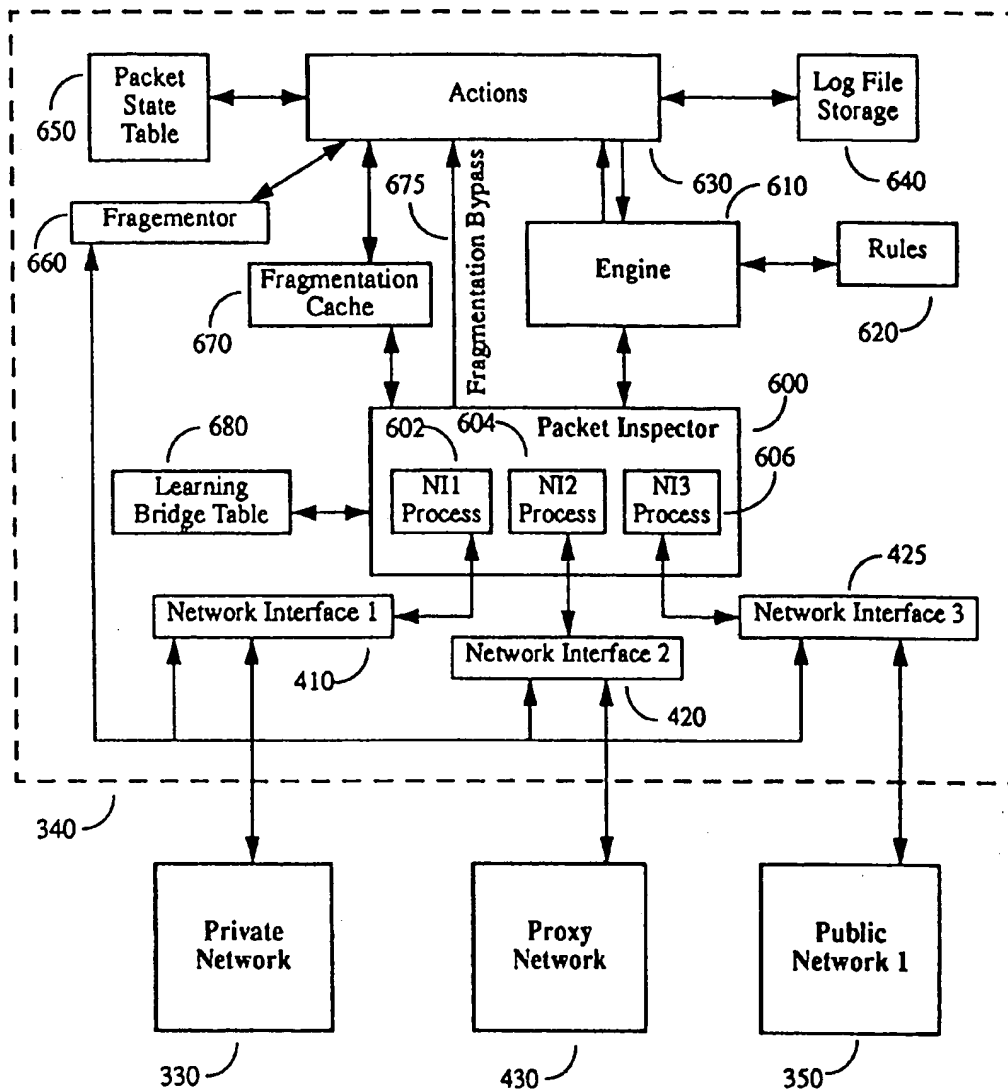 Packet
State
Table
650
Actions
Log File
Storage
640
630
610
675
Fragmentation Bypass
Fragementor
660
Fragmentation
Cache
670
Engine
Rules
620
600
Packet Inspector
602
604
606
NI1
Process
NI2
Process
NI3
Process
680
Learning
Bridge Table
425
Network Interface 1
410
Network Interface 2
420
Network Interface 3
340
Private
Network
330
Proxy
Network
430
Public
Network 1
350